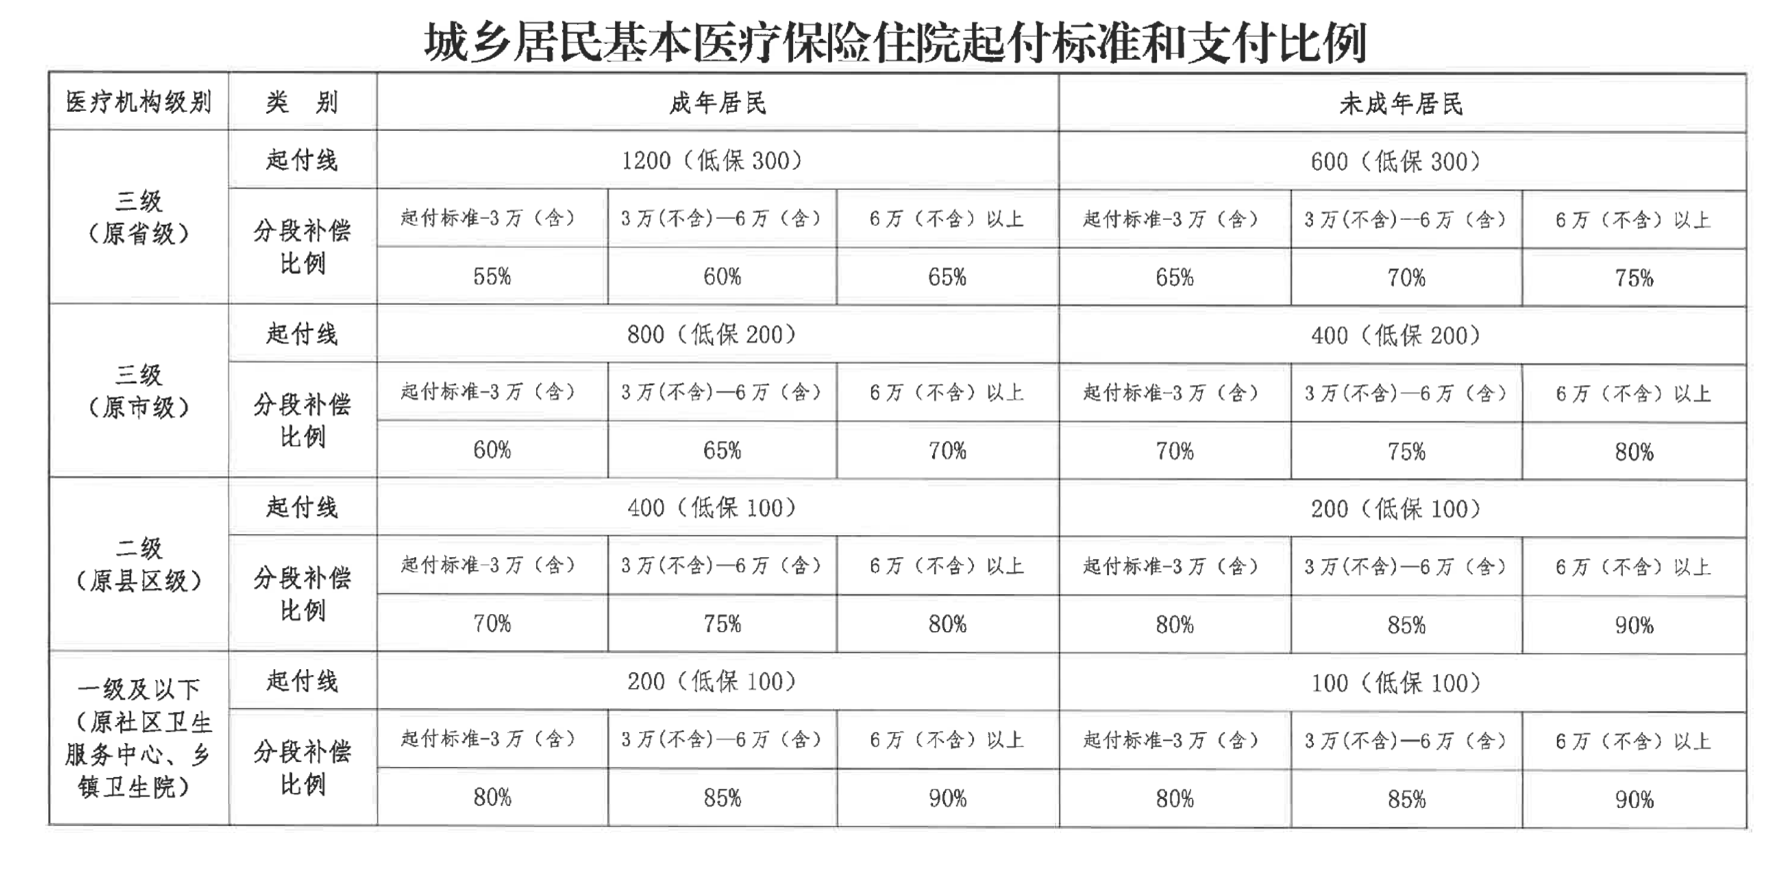 城乡居民基本医疗保险住院起付标准和支付比例
医疗机构级别 类 别 成年居民 未成年居民
三级
（原省级）
起付线 1200（低保 300） 600（低保 300）
分段补偿
比例
起付标准-3 万（含） 3 万(不含)—6 万（含） 6 万（不含）以上 起付标准-3 万（含） 3 万(不含)—6 万（含） 6 万（不含）以上
55% 60% 65% 65% 70% 75%
三级
（原市级）
起付线 800（低保 200） 400（低保 200）
分段补偿
比例
起付标准-3 万（含） 3 万(不含)—6 万（含） 6 万（不含）以上 起付标准-3 万（含） 3 万(不含)—6 万（含） 6 万（不含）以上
60% 65% 70% 70% 75% 80%
二级
（原县区级）
起付线 400（低保 100） 200（低保 100）
分段补偿
比例
起付标准-3 万（含） 3 万(不含)—6 万（含） 6 万（不含）以上 起付标准-3 万（含） 3 万(不含)—6 万（含） 6 万（不含）以上
70% 75% 80% 80% 85% 90%
一级及以下
（原社区卫生
服务中心、乡
镇卫生院）
起付线 200（低保 100） 100（低保 100）
分段补偿
比例
起付标准-3 万（含） 3 万(不含)—6 万（含） 6 万（不含）以上 起付标准-3 万（含） 3 万(不含)—6 万（含） 6 万（不含）以上
80% 85% 90% 80% 85% 90%